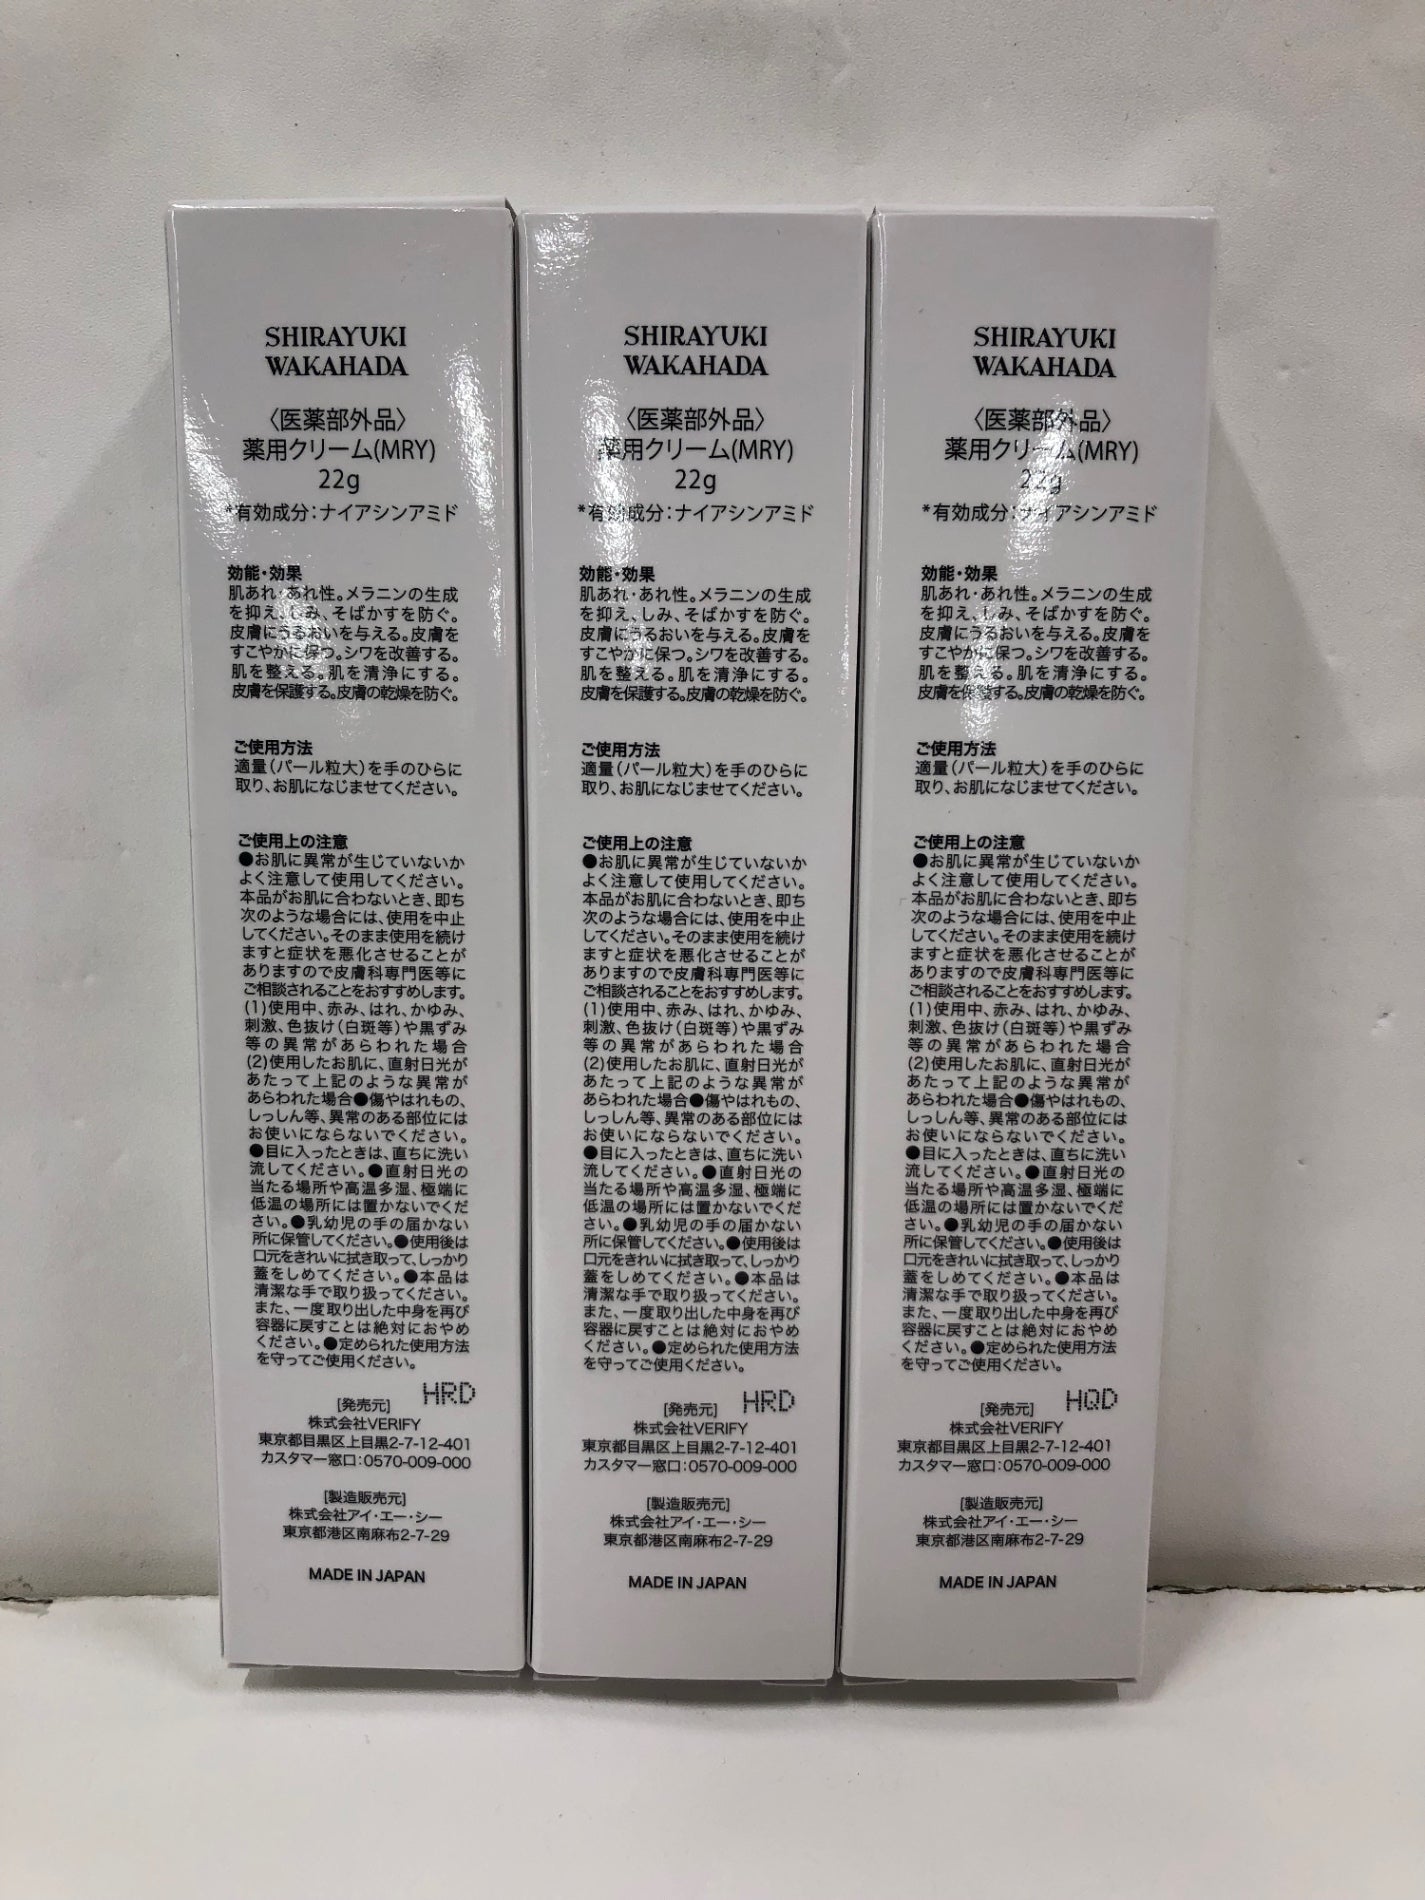 SHIRAYUKI
WAKAHADA
〈医薬部外品〉
薬用クリーム(MRY)
22g
*有効成分:ナイアシンアミド
効能・効果
肌あれ・あれ性。メラニンの生成
を抑え、しみ、そばかすを防ぐ。
皮膚にうるおいを与える。皮膚を
すこやかに保つ。シワを改善する。
肌を整える。肌を清浄にする。
皮膚を保護する。皮膚の乾燥を防ぐ。
ご使用方法
適量(パール粒大)を手のひらに
取り、お肌になじませてください。
ご使用上の注意
●お肌に異常が生じていないか
よく注意して使用してください。
本品がお肌に合わないとき、即ち
次のような場合には、使用を中止
してください。そのまま使用を続け
ますと症状を悪化させることが
ありますので皮膚科専門医等に
ご相談されることをおすすめします。
(1)使用中、赤み、はれ、かゆみ、
刺激、色抜け(白斑等)や黒ずみ
等の異常があらわれた場合
(2)使用したお肌に、直射日光が
あたって上記のような異常が
あらわれた場合●傷やはれもの、
しっしん等、異常のある部位には
お使いにならないでください。
●目に入ったときは、直ちに洗い
流してください。●直射日光の
当たる場所や高温多湿、極端に
低温の場所には置かないでくだ
さい。●乳幼児の手の届かない
所に保管してください。●使用後は
口元をきれいに拭き取って、しっかり
蓋をしめてください。●本品は
清潔な手で取り扱ってください。
また、一度取り出した中身を再び
容器に戻すことは絶対におやめ
ください。●定められた使用方法
を守ってご使用ください。
HRD
[発売元]
株式会社VERIFY
東京都目黒区上目黒2-7-12-401
カスタマー窓口:0570-009-000
[製造販売元]
株式会社アイ・エー・シー
東京都港区南麻布2-7-29
MADE IN JAPAN
SHIRAYUKI
WAKAHADA
〈医薬部外品〉
薬用クリーム(MRY)
22g
*有効成分:ナイアシンアミド
効能・効果
肌あれ・あれ性。メラニンの生成
を抑え、しみ、そばかすを防ぐ。
皮膚にうるおいを与える。皮膚を
すこやかに保つ。シワを改善する。
肌を整える。肌を清浄にする。
皮膚を保護する。皮膚の乾燥を防ぐ。
ご使用方法
適量(パール粒大)を手のひらに
取り、お肌になじませてください。
ご使用上の注意
●お肌に異常が生じていないか
よく注意して使用してください。
本品がお肌に合わないとき、即ち
次のような場合には、使用を中止
してください。そのまま使用を続け
ますと症状を悪化させることが
ありますので皮膚科専門医等に
ご相談されることをおすすめします。
(1)使用中、赤み、はれ、かゆみ、
刺激、色抜け(白斑等)や黒ずみ
等の異常があらわれた場合
(2)使用したお肌に、直射日光が
あたって上記のような異常が
あらわれた場合●傷やはれもの、
しっしん等、異常のある部位には
お使いにならないでください。
●目に入ったときは、直ちに洗い
流してください。●直射日光の
当たる場所や高温多湿、極端に
低温の場所には置かないでくだ
さい。●乳幼児の手の届かない
所に保管してください。●使用後は
口元をきれいに拭き取って、しっかり
蓋をしめてください。●本品は
清潔な手で取り扱ってください。
また、一度取り出した中身を再び
容器に戻すことは絶対におやめ
ください。●定められた使用方法
を守ってご使用ください。
HRD
[発売元]
株式会社VERIFY
東京都目黒区上目黒2-7-12-401
カスタマー窓口:0570-009-000
[製造販売元]
株式会社アイ・エー・シー
東京都港区南麻布2-7-29
MADE IN JAPAN
SHIRAYUKI
WAKAHADA
〈医薬部外品〉
薬用クリーム(MRY)
22g
*有効成分:ナイアシンアミド
効能・効果
肌あれ・あれ性。メラニンの生成
を抑え、しみ、そばかすを防ぐ。
皮膚にうるおいを与える。皮膚を
すこやかに保つ。シワを改善する。
肌を整える。肌を清浄にする。
皮膚を保護する。皮膚の乾燥を防ぐ。
ご使用方法
適量(パール粒大)を手のひらに
取り、お肌になじませてください。
ご使用上の注意
●お肌に異常が生じていないか
よく注意して使用してください。
本品がお肌に合わないとき、即ち
次のような場合には、使用を中止
してください。そのまま使用を続け
ますと症状を悪化させることが
ありますので皮膚科専門医等に
ご相談されることをおすすめします。
(1)使用中、赤み、はれ、かゆみ、
刺激、色抜け(白斑等)や黒ずみ
等の異常があらわれた場合
(2)使用したお肌に、直射日光が
あたって上記のような異常が
あらわれた場合●傷やはれもの、
しっしん等、異常のある部位には
お使いにならないでください。
●目に入ったときは、直ちに洗い
流してください。●直射日光の
当たる場所や高温多湿、極端に
低温の場所には置かないでくだ
さい。●乳幼児の手の届かない
所に保管してください。●使用後は
口元をきれいに拭き取って、しっかり
蓋をしめてください。●本品は
清潔な手で取り扱ってください。
また、一度取り出した中身を再び
容器に戻すことは絶対におやめ
ください。●定められた使用方法
を守ってご使用ください。
HQD
[発売元]
株式会社VERIFY
東京都目黒区上目黒2-7-12-401
カスタマー窓口:0570-009-000
[製造販売元]
株式会社アイ・エー・シー
東京都港区南麻布2-7-29
MADE IN JAPAN